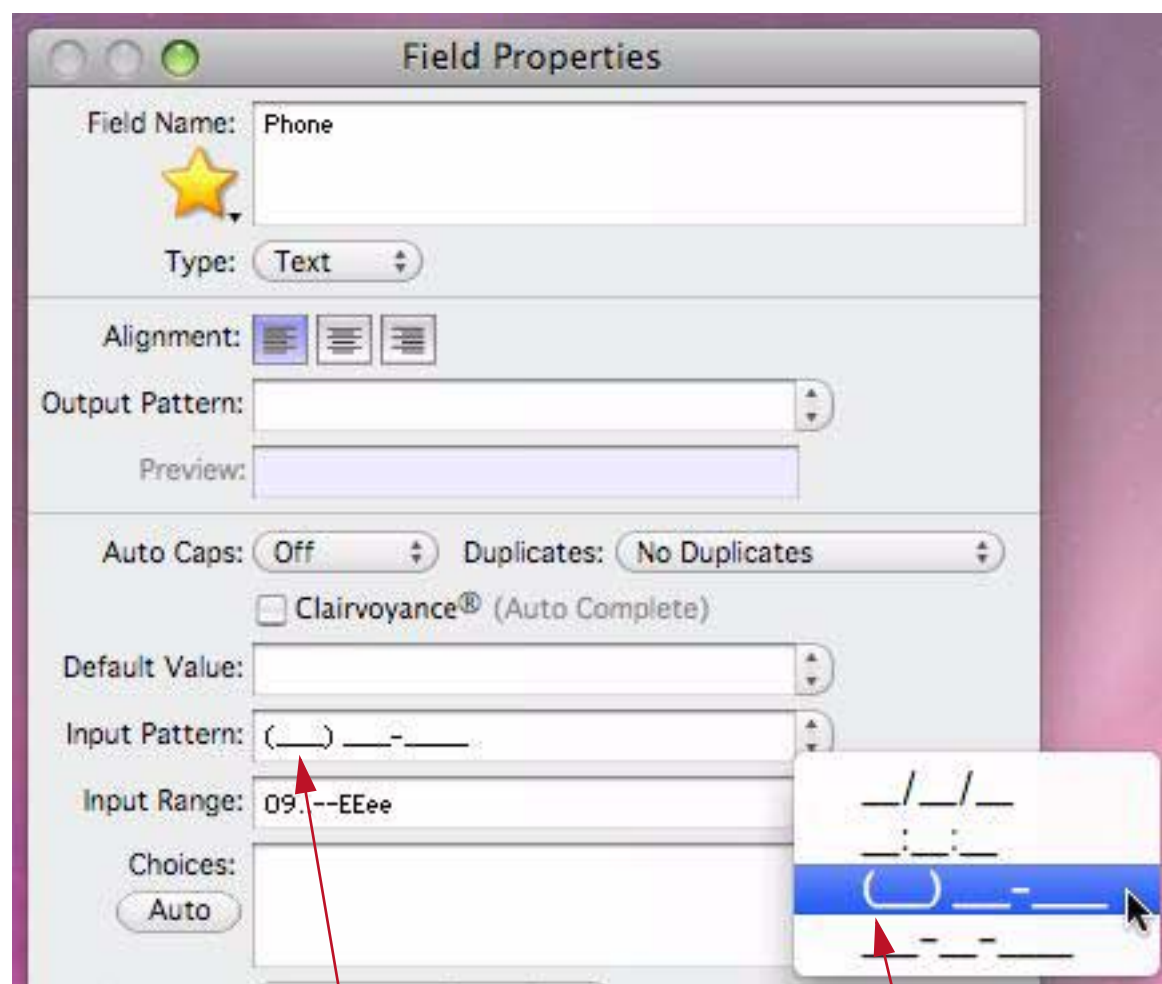 Field Properties
Field Name: Phone
Type: Text
Alignment:
Output Pattern:
Preview:
Auto Caps: Off Duplicates: No Duplicates
Clairvoyance® (Auto Complete)
Default Value:
Input Pattern: (___) ___-____
Input Range: 09.--EEee
Choices:
Auto
__/__/__
__:__:__
(___) ___-____
___-__-____